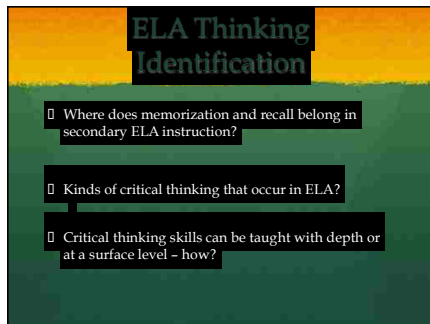 ELA Thinking
Identification
Where does memorization and recall belong in
secondary ELA instruction?
Kinds of critical thinking that occur in ELA?
Critical thinking skills can be taught with depth or
at a surface level – how?